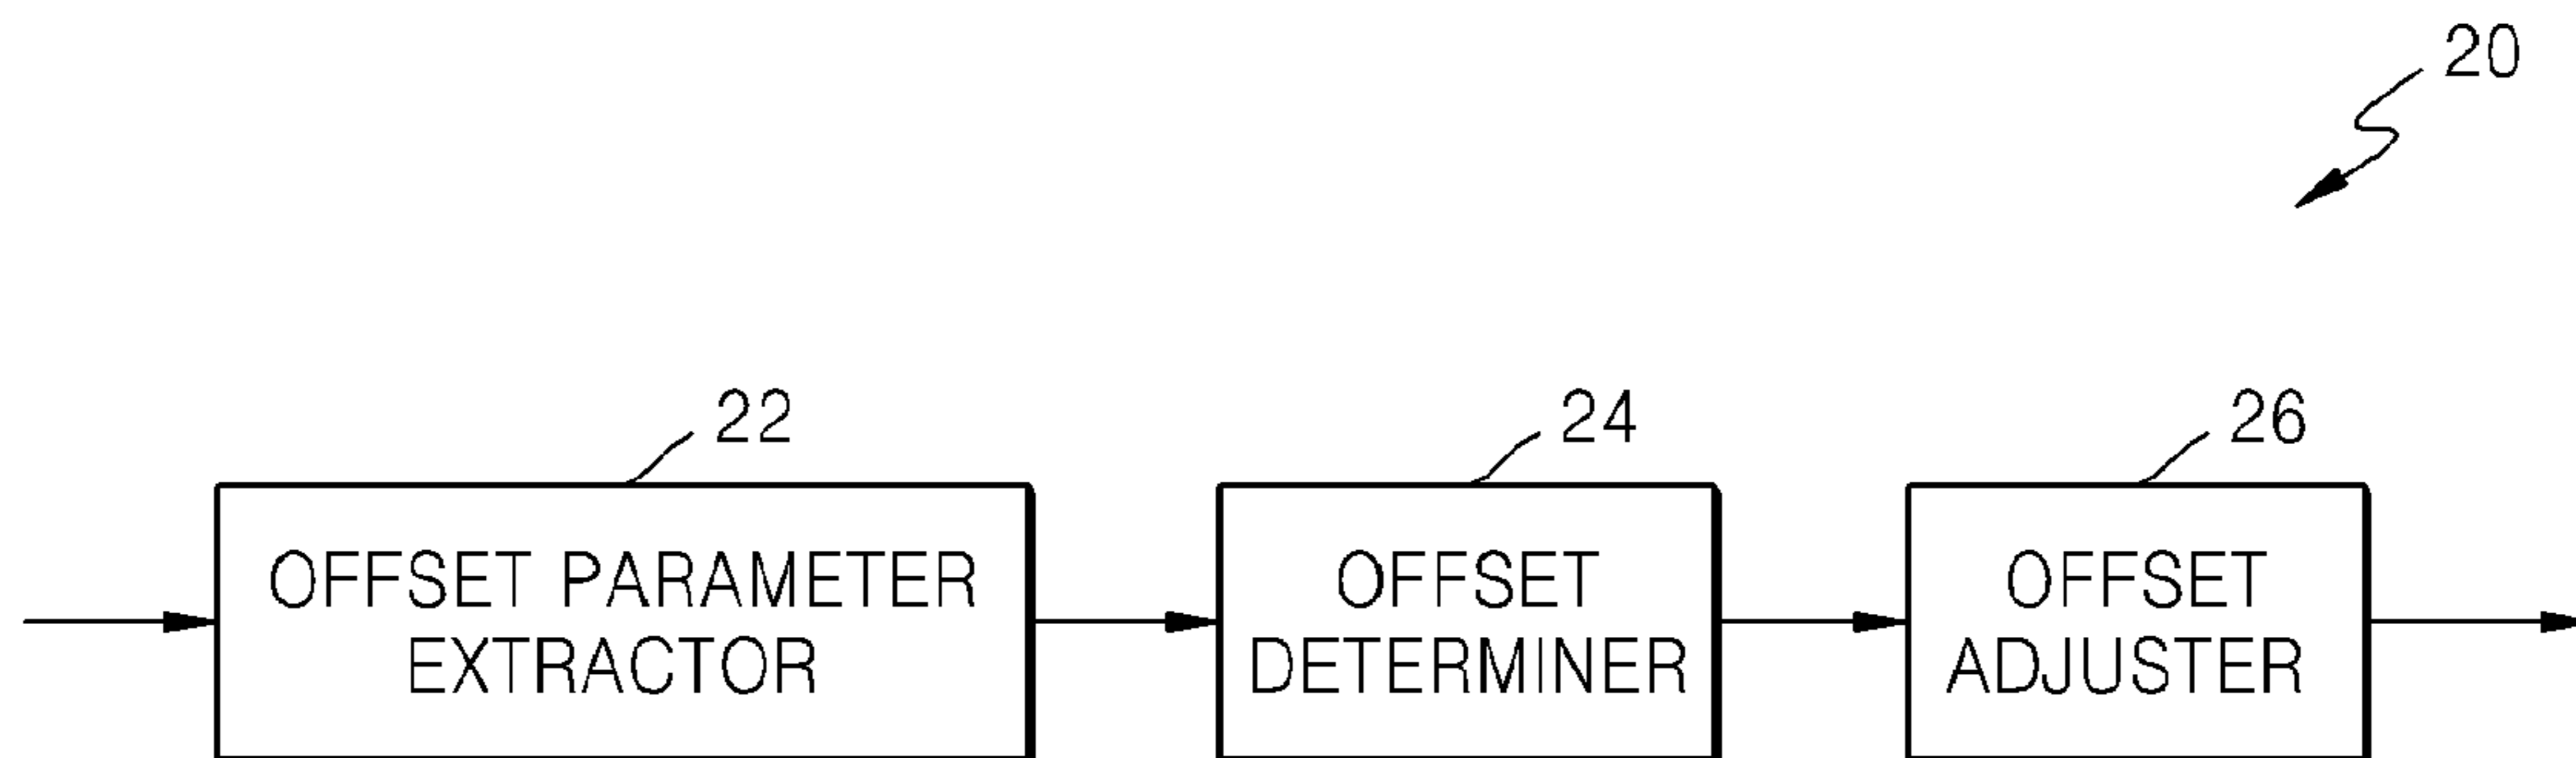 20
22
24
26
OFFSET PARAMETER
EXTRACTOR
OFFSET
DETERMINER
OFFSET
ADJUSTER